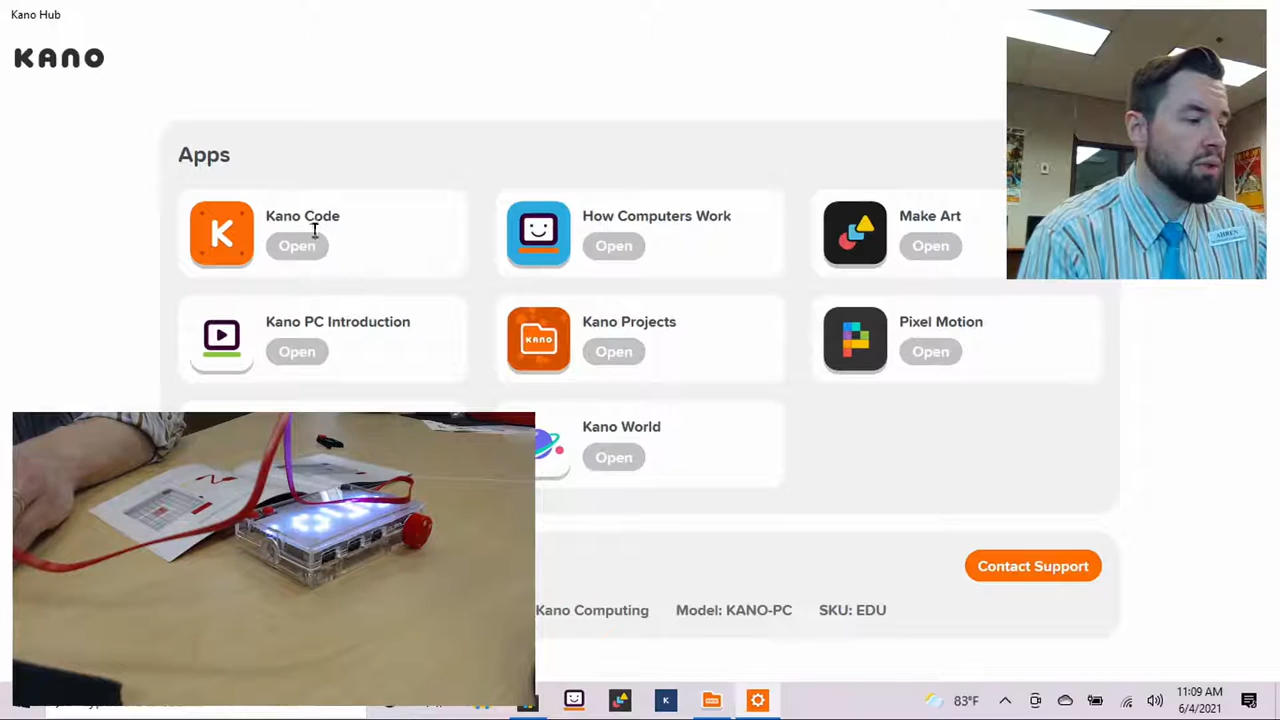 Kano Hub
KANO
Apps
Kano Code
Open
How Computers Work
Open
Make Art
Open
Kano PC Introduction
Open
Kano Projects
Open
Pixel Motion
Open
Kano World
Open
Contact Support
Kano Computing
Model: KANO-PC
SKU: EDU
K
KANO
AHREN
83°F
11:09 AM
6/4/2021